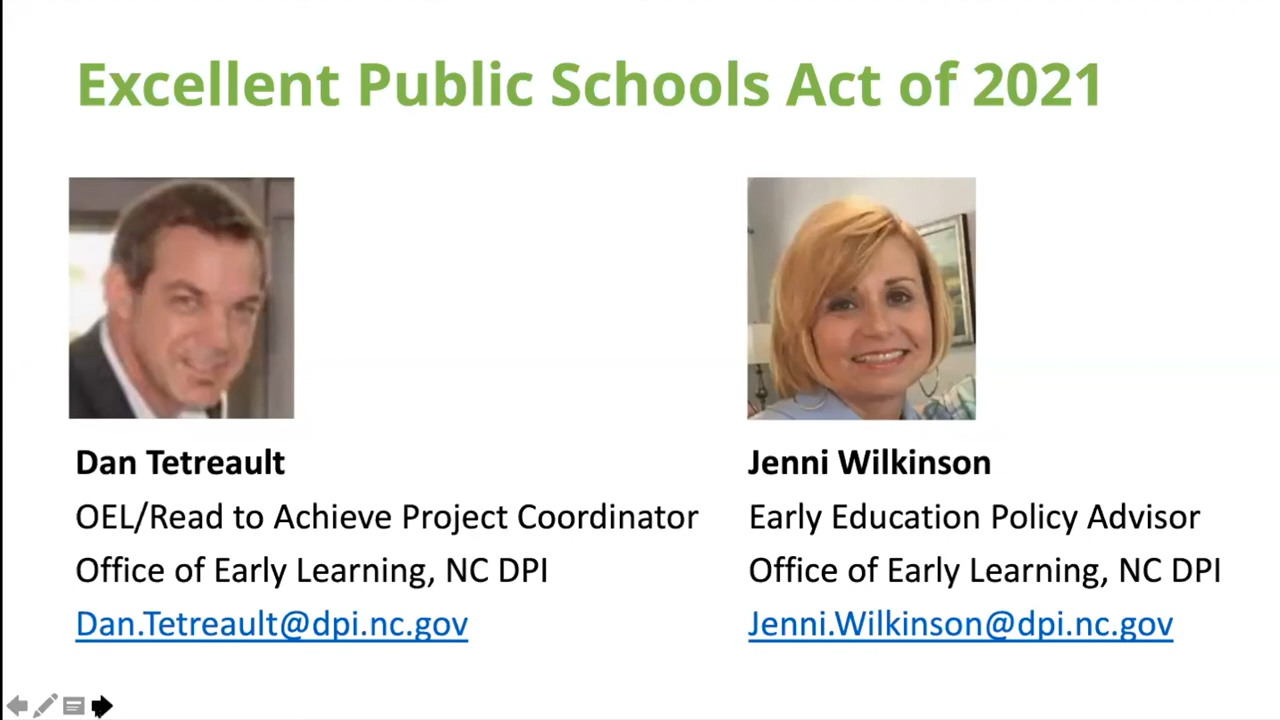 Excellent Public Schools Act of 2021
Dan Tetreault
OEL/Read to Achieve Project Coordinator
Office of Early Learning, NC DPI
Dan.Tetreault@dpi.nc.gov
Jenni Wilkinson
Early Education Policy Advisor
Office of Early Learning, NC DPI
Jenni.Wilkinson@dpi.nc.gov